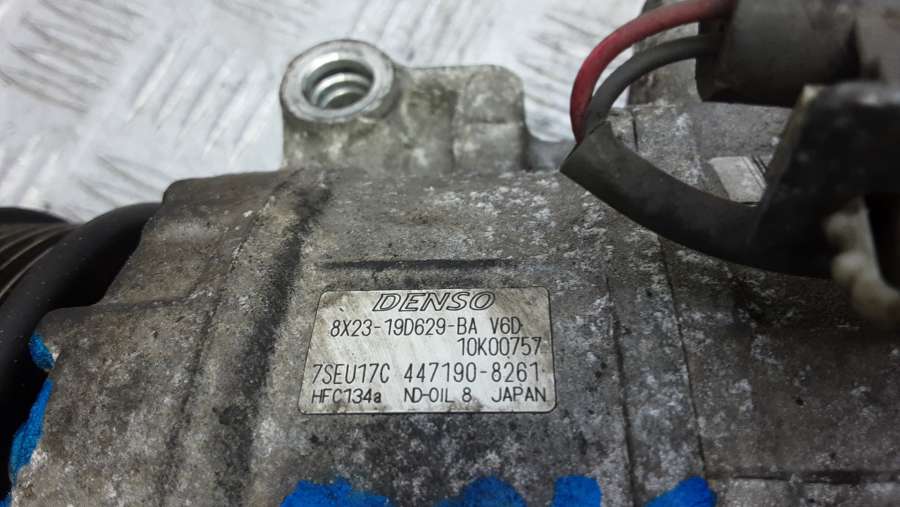 DENSO
8X23-19D629-BA V6D
10K00757
7SEU17C 447190-8261
HFC134a ND-OIL 8 JAPAN